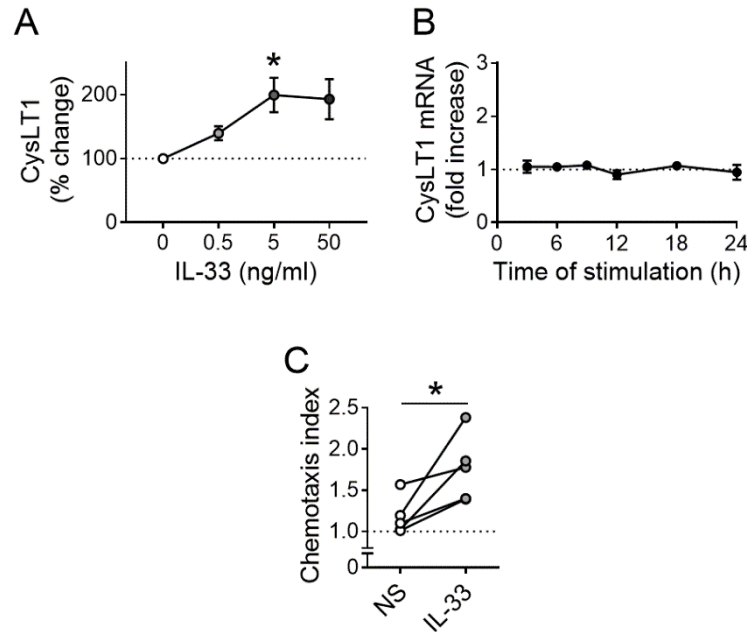 A
*
CysLT1
(% change)
200
100
0
0 0.5 5 50
IL-33 (ng/ml)
B
CysLT1 mRNA
(fold increase)
3
2
1
0
0 6 12 18 24
Time of stimulation (h)
C
*
Chemotaxis index
2.5
2.0
1.5
1.0
0
NS IL-33